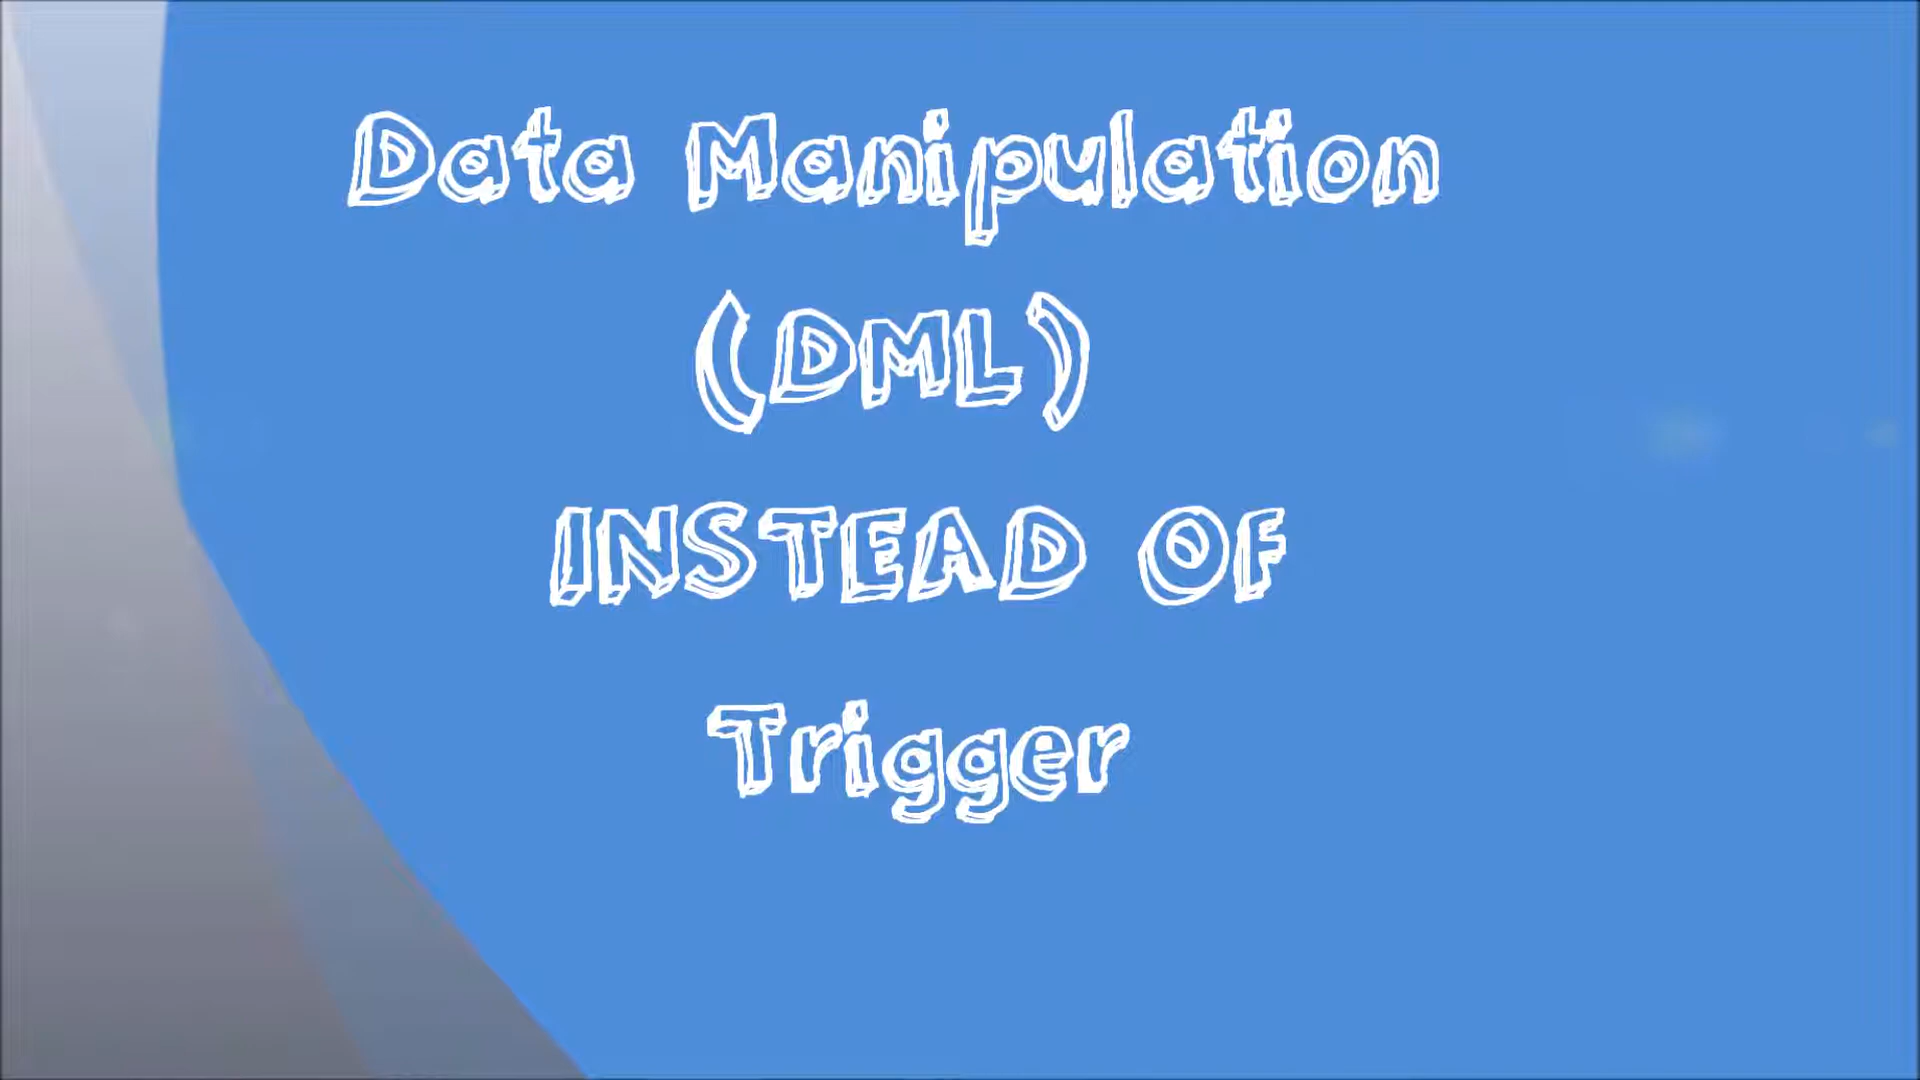 Data Manipulation
(DML)
INSTEAD OF
Trigger